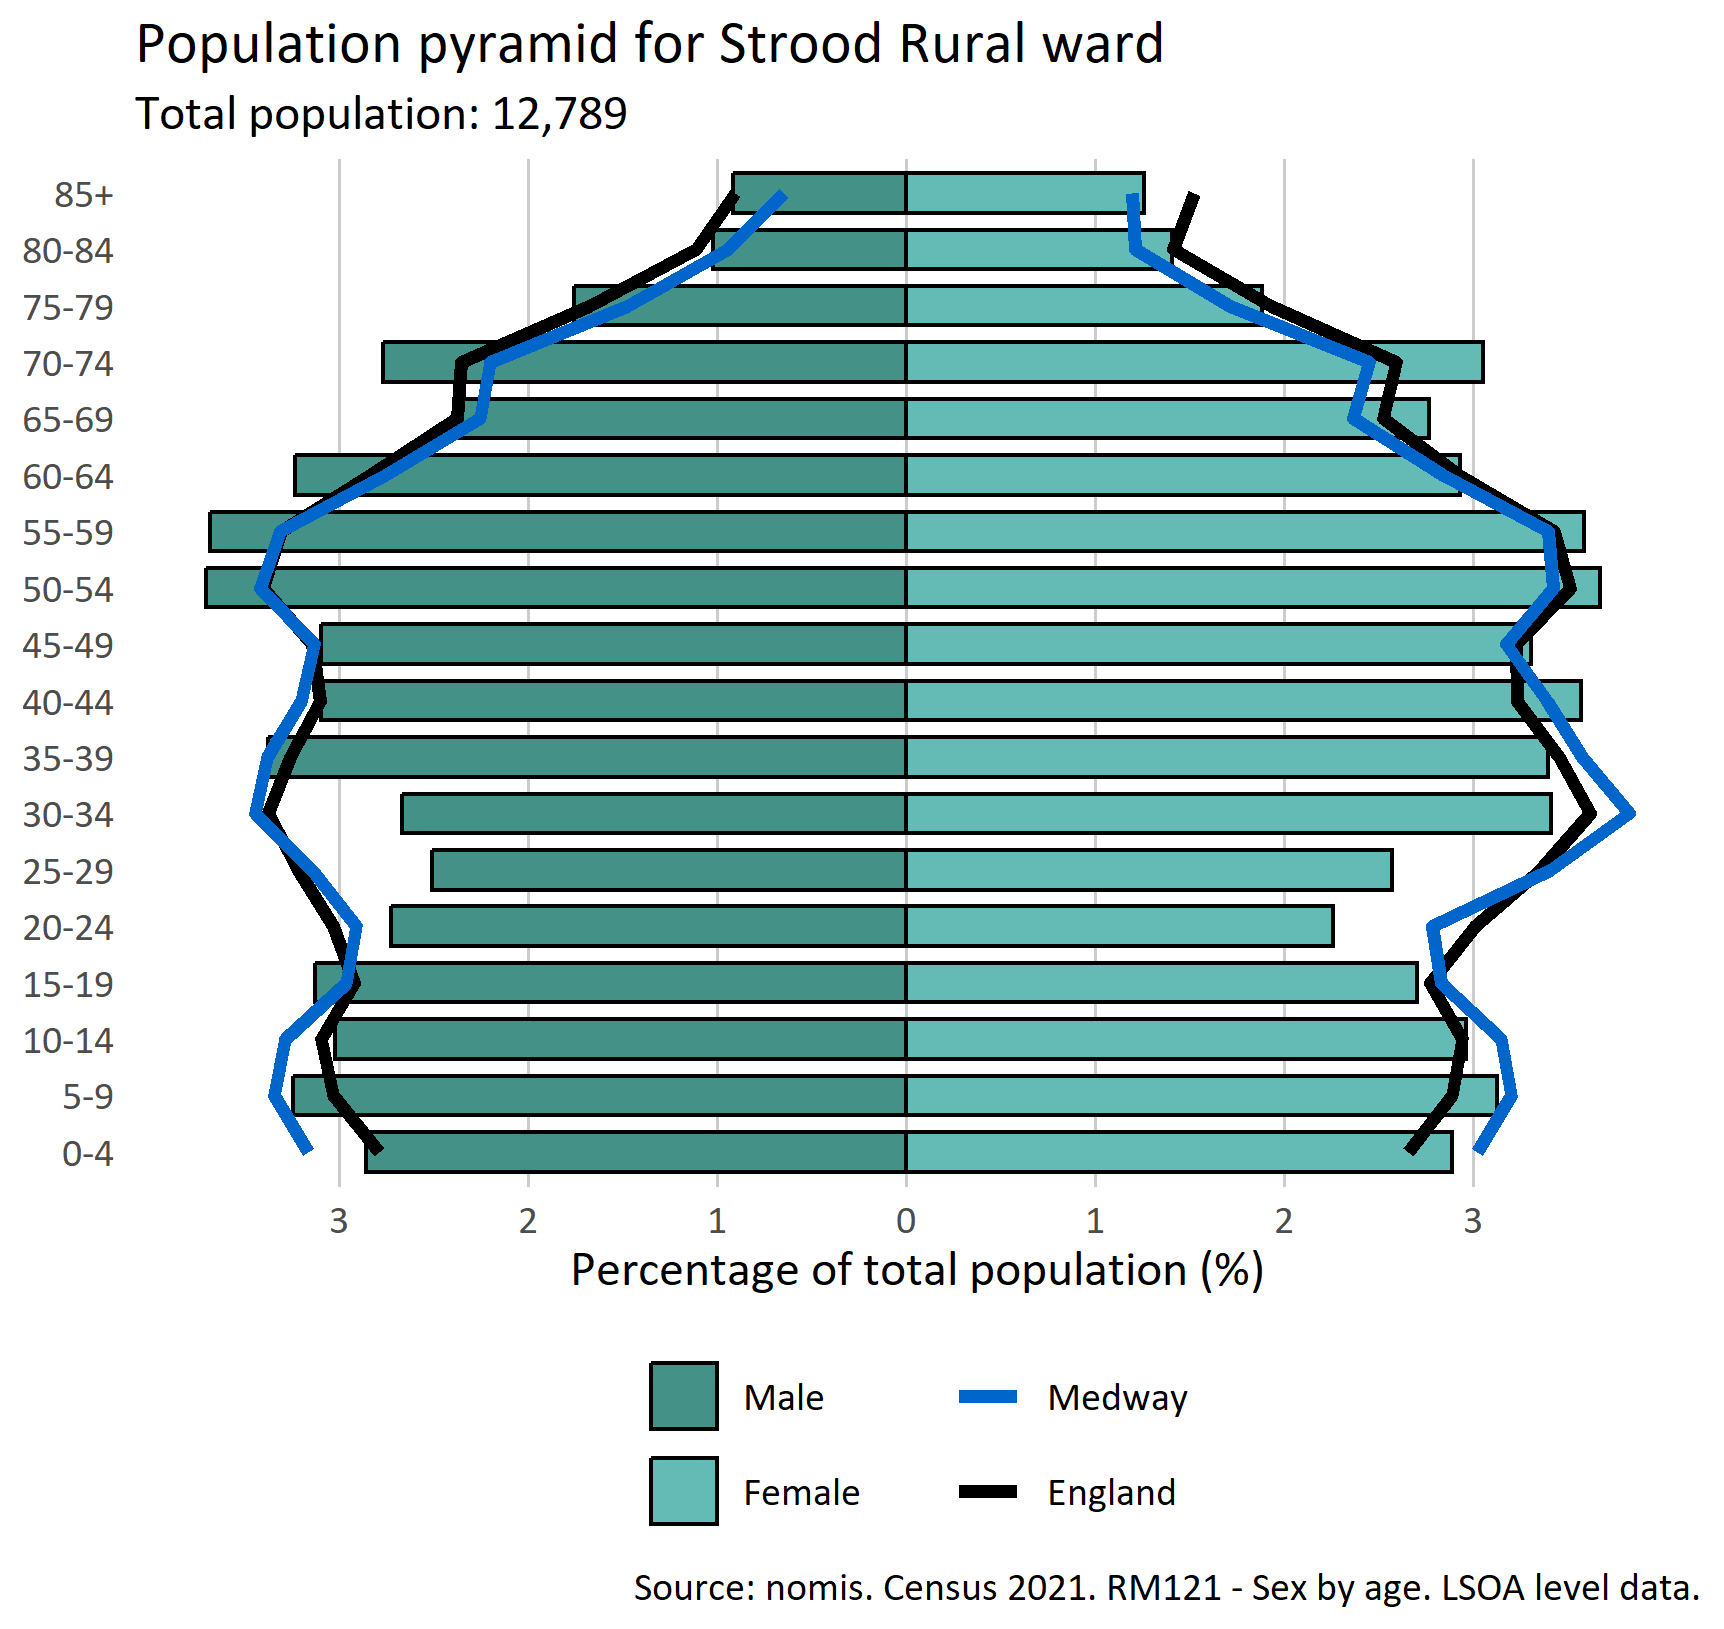 Population pyramid for Strood Rural ward
Total population: 12,789
85+
80-84
75-79
70-74
65-69
60-64
55-59
50-54
45-49
40-44
35-39
30-34
25-29
20-24
15-19
10-14
5-9
0-4
3 2 1 0 1 2 3
Percentage of total population (%)
Male Medway
Female England
Source: nomis. Census 2021. RM121 - Sex by age. LSOA level data.